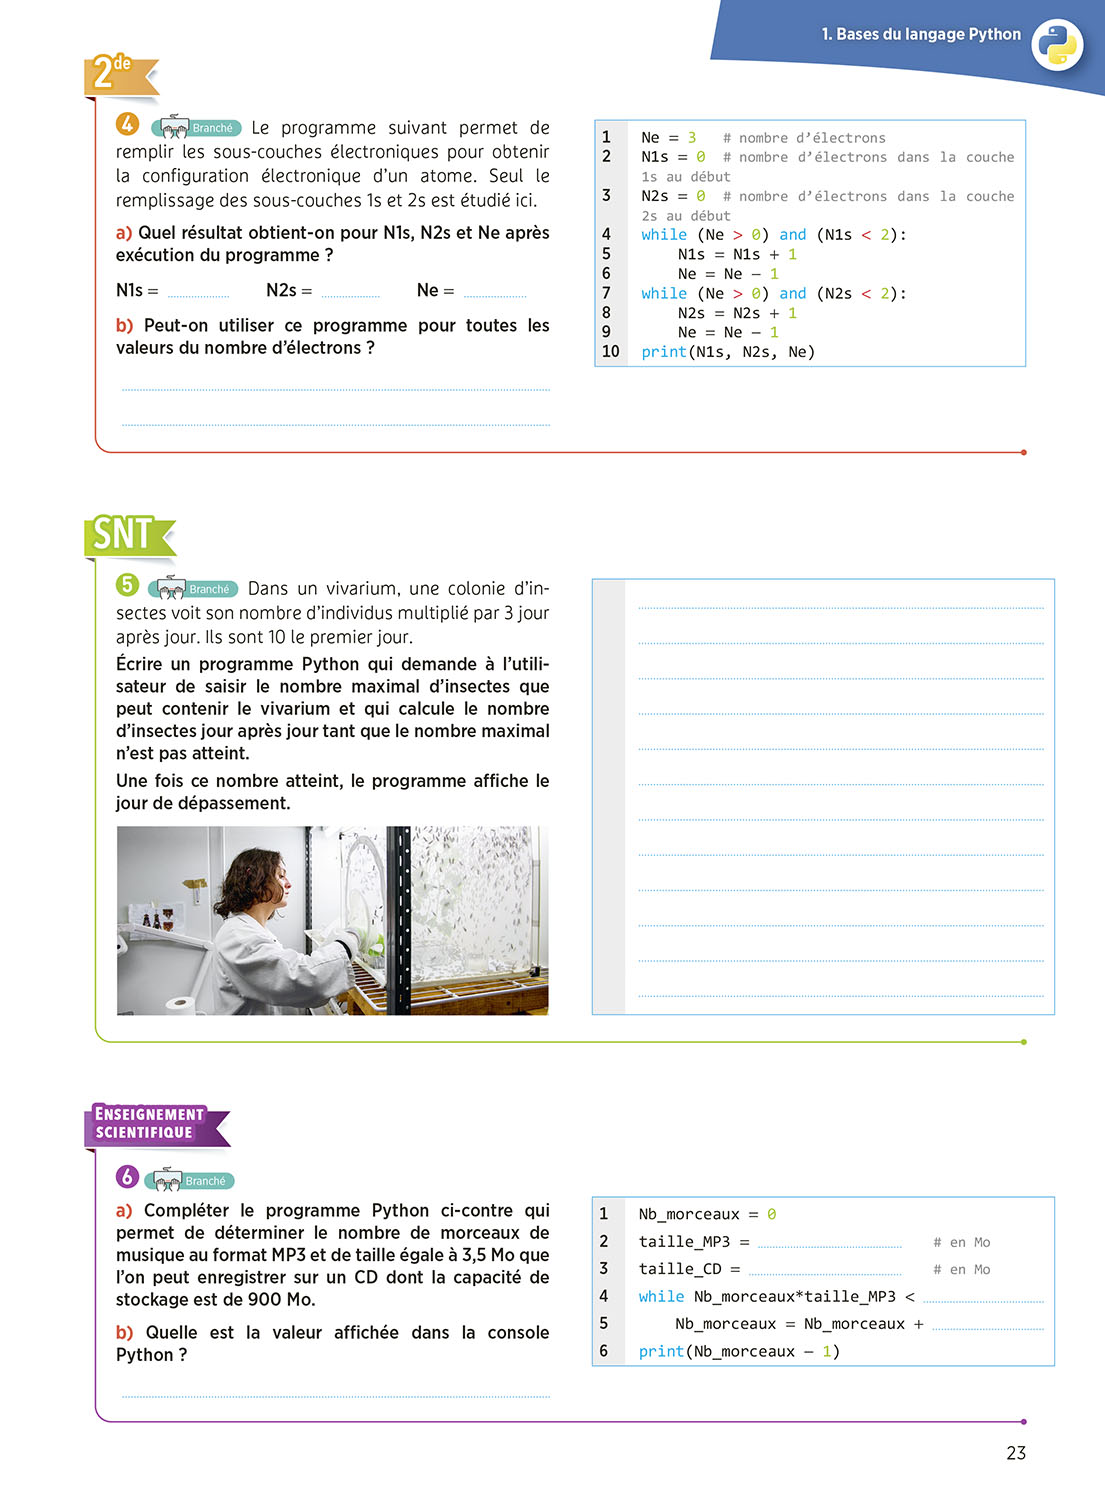 1. Bases du langage Python
2de
4 Branché Le programme suivant permet de
remplir les sous-couches électroniques pour obtenir
la configuration électronique d’un atome. Seul le
remplissage des sous-couches 1s et 2s est étudié ici.
a) Quel résultat obtient-on pour N1s, N2s et Ne après
exécution du programme ?
N1s = N2s = Ne =
b) Peut-on utiliser ce programme pour toutes les
valeurs du nombre d’électrons ?
1 Ne = 3 # nombre d’électrons
2 N1s = 0 # nombre d’électrons dans la couche
1s au début
3 N2s = 0 # nombre d’électrons dans la couche
2s au début
4 while (Ne > 0) and (N1s < 2):
5 N1s = N1s + 1
6 Ne = Ne – 1
7 while (Ne > 0) and (N2s < 2):
8 N2s = N2s + 1
9 Ne = Ne – 1
10 print(N1s, N2s, Ne)
SNT
5 Branché Dans un vivarium, une colonie d’in-
sectes voit son nombre d’individus multiplié par 3 jour
après jour. Ils sont 10 le premier jour.
Écrire un programme Python qui demande à l’utili-
sateur de saisir le nombre maximal d’insectes que
peut contenir le vivarium et qui calcule le nombre
d’insectes jour après jour tant que le nombre maximal
n’est pas atteint.
Une fois ce nombre atteint, le programme affiche le
jour de dépassement.
ENSEIGNEMENT
SCIENTIFIQUE
6 Branché
a) Compléter le programme Python ci-contre qui
permet de déterminer le nombre de morceaux de
musique au format MP3 et de taille égale à 3,5 Mo que
l’on peut enregistrer sur un CD dont la capacité de
stockage est de 900 Mo.
b) Quelle est la valeur affichée dans la console
Python ?
1 Nb_morceaux = 0
2 taille_MP3 = # en Mo
3 taille_CD = # en Mo
4 while Nb_morceaux*taille_MP3 <
5 Nb_morceaux = Nb_morceaux +
6 print(Nb_morceaux – 1)
23